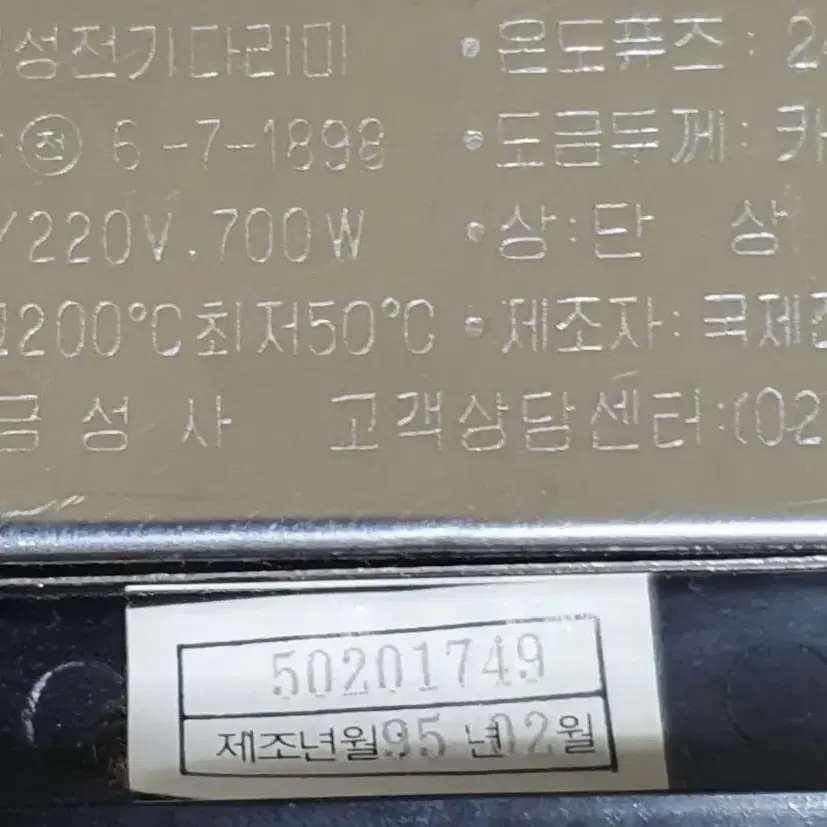 성전기다리미 • 온도퓨즈 : 2
㉠ 6-7-1898 • 도금두께 : 카
/220V. 700W • 상 : 단 상
200℃최저50℃ • 제조자 : 국제
금성사 고객상담센터:(02
50201749
제조년월 95년 02월